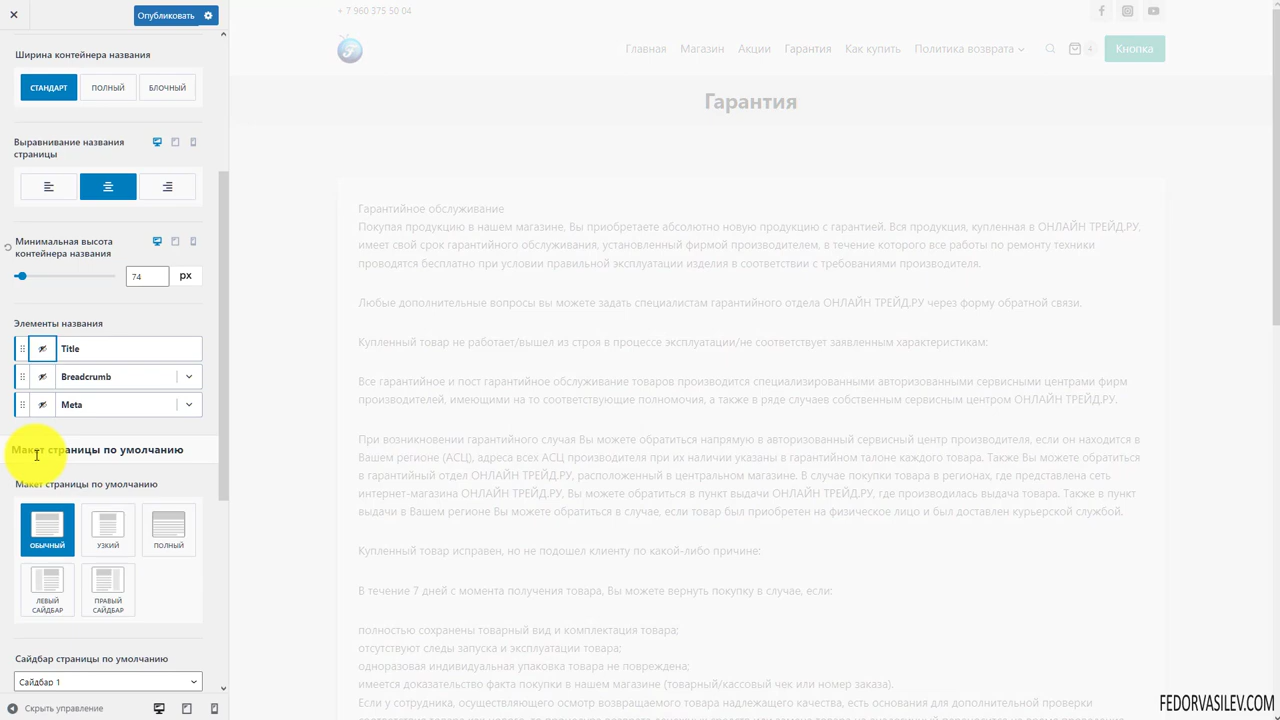 Опубликовать
Ширина контейнера названия
СТАНДАРТ
ПОЛНЫЙ
БЛОЧНЫЙ
Выравнивание названия
страницы
Минимальная высота
контейнера названия
74
px
Элементы названия
Title
Breadcrumb
Meta
Макет страницы по умолчанию
Макет страницы по умолчанию
ОБЫЧНЫЙ
УЗКИЙ
ПОЛНЫЙ
ЛЕВЫЙ
САЙДБАР
ПРАВЫЙ
САЙДБАР
Сайдбар страницы по умолчанию
Сайдбар 1
Скрыть управление
+ 7 960 375 50 04
Главная Магазин Акции Гарантия Как купить Политика возврата
4
Кнопка
Гарантия
Гарантийное обслуживание
Покупая продукцию в нашем магазине, Вы приобретаете абсолютно новую продукцию с гарантией. Вся продукция, купленная в ОНЛАЙН ТРЕЙД.РУ,
имеет свой срок гарантийного обслуживания, установленный фирмой производителем, в течение которого все работы по ремонту техники
проводятся бесплатно при условии правильной эксплуатации изделия в соответствии с требованиями производителя.
Любые дополнительные вопросы вы можете задать специалистам гарантийного отдела ОНЛАЙН ТРЕЙД.РУ через форму обратной связи.
Купленный товар не работает/вышел из строя в процессе эксплуатации/не соответствует заявленным характеристикам:
Все гарантийное и пост гарантийное обслуживание товаров производится специализированными авторизованными сервисными центрами фирм
производителей, имеющими на то соответствующие полномочия, а также в ряде случаев собственным сервисным центром ОНЛАЙН ТРЕЙД.РУ.
При возникновении гарантийного случая Вы можете обратиться напрямую в авторизованный сервисный центр производителя, если он находится в
Вашем регионе (АСЦ), адреса всех АСЦ производителя при их наличии указаны в гарантийном талоне каждого товара. Также Вы можете обратиться
в гарантийный отдел ОНЛАЙН ТРЕЙД.РУ, расположенный в центральном магазине. В случае покупки товара в регионах, где представлена сеть
интернет-магазина ОНЛАЙН ТРЕЙД.РУ, Вы можете обратиться в пункт выдачи ОНЛАЙН ТРЕЙД.РУ, где производилась выдача товара. Также в пункт
выдачи в Вашем регионе Вы можете обратиться в случае, если товар был приобретен на физическое лицо и был доставлен курьерской службой.
Купленный товар исправен, но не подошел клиенту по какой-либо причине:
В течение 7 дней с момента получения товара, Вы можете вернуть покупку в случае, если:
полностью сохранены товарный вид и комплектация товара;
отсутствуют следы запуска и эксплуатации товара;
одноразовая индивидуальная упаковка товара не повреждена;
имеется доказательство факта покупки в нашем магазине (товарный/кассовый чек или номер заказа).
Если у сотрудника, осуществляющего осмотр возвращаемого товара надлежащего качества, есть основания для дополнительной проверки
FEDORVASILEV.COM